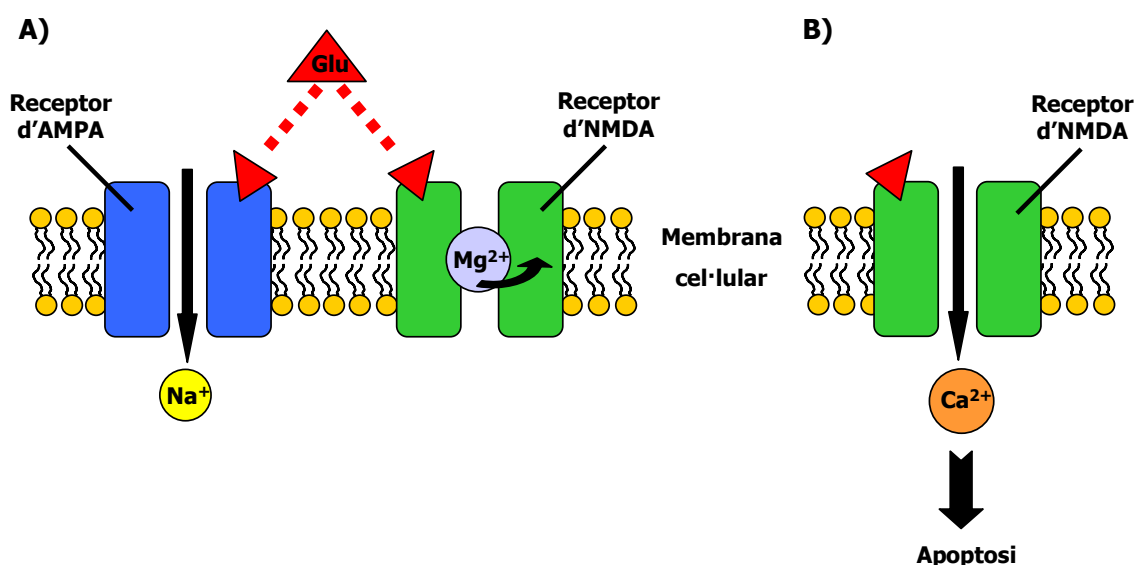 A)
Glu
Receptor
d'AMPA
Receptor
d'NMDA
Mg²⁺
Na⁺
Membrana
cel·lular
B)
Receptor
d'NMDA
Ca²⁺
Apoptosi